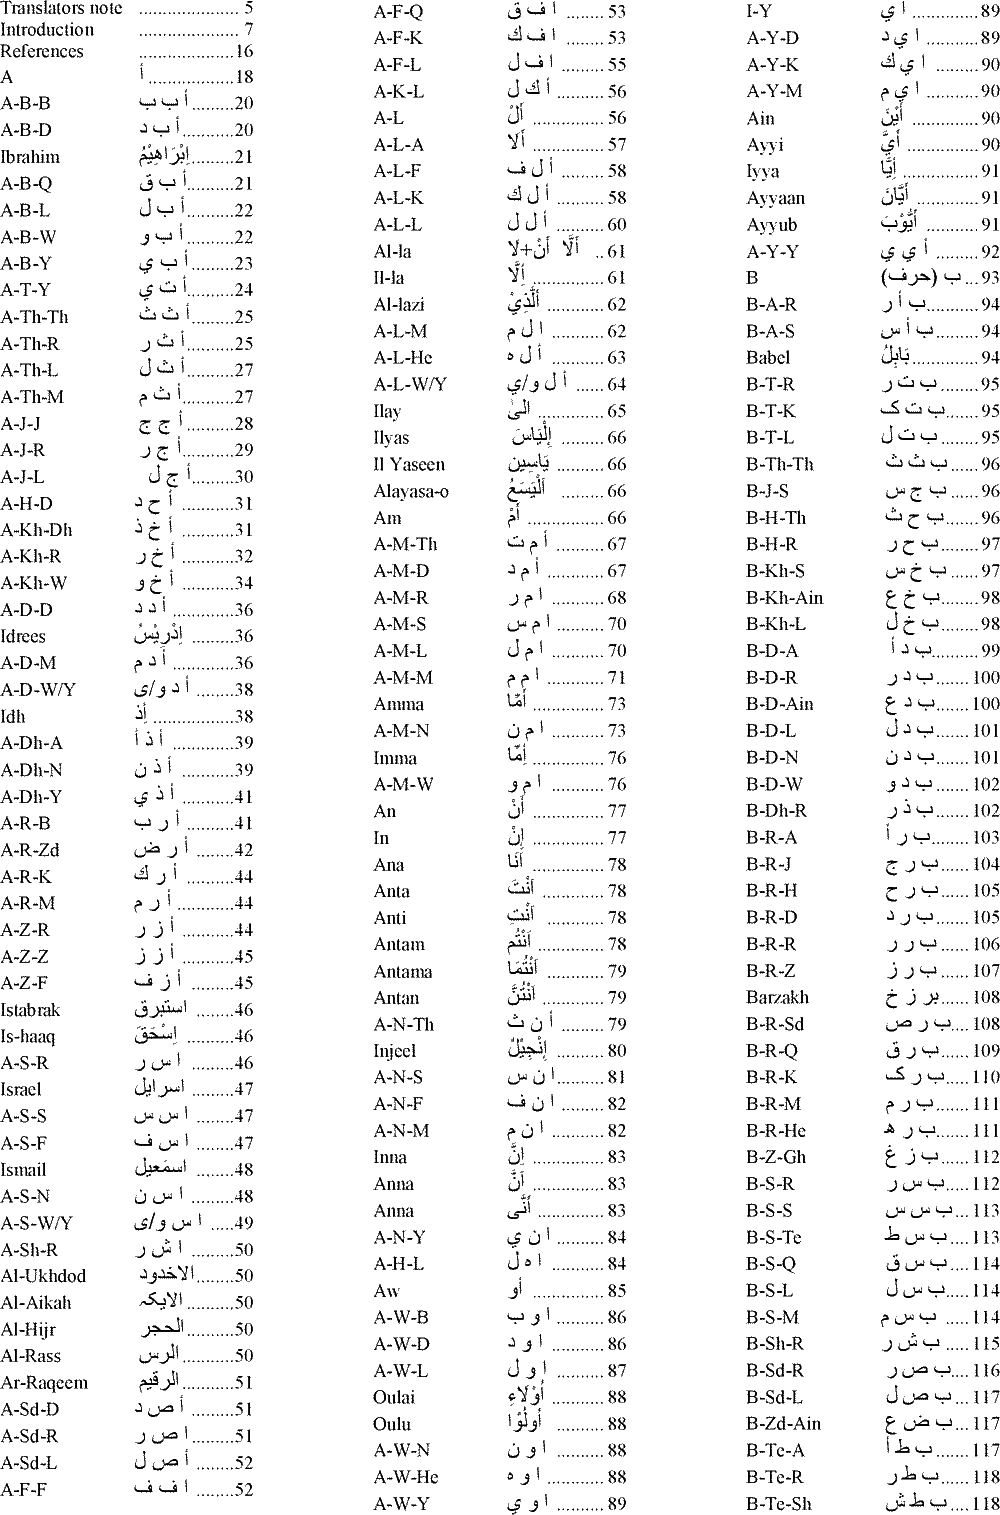 Translators note .................. 5
Introduction .................. 7
References .................16
A أ ...............18
A-B-B أ ب ب.........20
A-B-D أ ب د.........20
Ibrahim اِبْرَاهِيْمُ.........21
A-B-Q أ ب ق.........21
A-B-L أ ب ل.........22
A-B-W أ ب و.........22
A-B-Y أ ب ي.........23
A-T-Y أ ت ي.........24
A-Th-Th أ ث ث.........25
A-Th-R أ ث ر.........25
A-Th-L أ ث ل.........27
A-Th-M أ ث م.........27
A-J-J أ ج ج.........28
A-J-R أ ج ر.........29
A-J-L أ ج ل.........30
A-H-D أ ح د.........31
A-Kh-Dh أ خ ذ.........31
A-Kh-R أ خ ر..........32
A-Kh-W أ خ و..........34
A-D-D أ د د ..........36
Idrees اِدْرِيْسُ ........36
A-D-M أ د م ..........36
A-D-W/Y أ د و/ى.......38
Idh اِذ ..............38
A-Dh-A أ ذ أ ...........39
A-Dh-N أ ذ ن ..........39
A-Dh-Y أ ذ ي ..........41
A-R-B أ ر ب..........41
A-R-Zd أ ر ض .......42
A-R-K أ ر ك .........44
A-R-M أ ر م ..........44
A-Z-R أ ز ر ..........44
A-Z-Z أ ز ز ..........45
A-Z-F أ ز ف ........45
Istabrak استبرق .......46
Is-haaq اِسْحَقَ .........46
A-S-R ا س ر .........46
Israel اسرايل .......47
A-S-S ا س س ......47
A-S-F ا س ف .......47
Ismail اسمعيل .......48
A-S-N ا س ن .......48
A-S-W/Y ا س و/ى ....49
A-Sh-R ا ش ر ........50
Al-Ukhdod الاخدود.......50
Al-Aikah الايكہ ........50
Al-Hijr الحجر ........50
Al-Rass الرس.........50
Ar-Raqeem الرقيم.........51
A-Sd-D أ ص د .......51
A-Sd-R ا ص ر .......51
A-Sd-L أ ص ل .......52
A-F-F ا ف ف .......52
A-F-Q ا ف ق ........53
A-F-K ا ف ك ........53
A-F-L ا ف ل ........55
A-K-L أ ك ل .........56
A-L اَلْ ..............56
A-L-A اَلَا .............57
A-L-F أ ل ف ........58
A-L-K أ ل ك .........58
A-L-L أ ل ل .........60
Al-la اَلَّا اَنْ+لا ..61
Il-la اِلَّا .............61
Al-lazi اَلَّذِيْ ..........62
A-L-M ا ل م .........62
A-L-He أ ل ه .........63
A-L-W/Y أ ل و/ي .....64
Ilay الىٰ ............65
Ilyas اِلْيَاسَ .........66
Il Yaseen يَاسِين ........66
Alayasa-o اَلْيَسَعُ ........66
Am اَمْ ..............66
A-M-Th أ م ت ........67
A-M-D أ م د ..........67
A-M-R ا م ر ..........68
A-M-S ا م س ........70
A-M-L ا م ل .........70
A-M-M ا م م .........71
Amma اَمَّا .............73
A-M-N ا م ن .........73
Imma اِمَّا .............76
A-M-W ا م و ..........76
An اَنْ .............77
In اِنْ .............77
Ana اَنَا .............78
Anta اَنْتَ ...........78
Anti اَنْتِ ...........78
Antam اَنْتُم ...........78
Antama اَنْتُمَا ..........79
Antan اَنْتُنَّ ..........79
A-N-Th أ ن ث ........79
Injeel اِنْجِيْلٌ .........80
A-N-S ا ن س ........81
A-N-F ا ن ف ........82
A-N-M ا ن م .........82
Inna اِنَّ .............83
Anna اَنَّ .............83
Anna اَنَّى ............83
A-N-Y ا ن ي .........84
A-H-L ا ه ل .........84
Aw أو ..............85
A-W-B ا و ب ........86
A-W-D ا و د ..........86
A-W-L ا و ل .........87
Oulai أوْلَاءِ ..........88
Oulu أولُوْا ..........88
A-W-N ا و ن .........88
A-W-He ا و ه ..........88
A-W-Y ا و ي .........89
I-Y ا ي .............89
A-Y-D ا ي د ..........89
A-Y-K ا ي ك .........90
A-Y-M ا ي م ..........90
Ain اَيْنَ .............90
Ayyi اَيَّ .............90
Iyya اِيَّا .............91
Ayyaan اَيَّانَ ............91
Ayyub اَيُّوْبَ ............91
A-Y-Y أ ي ي .........92
B ب (حرف) ...93
B-A-R ب أ ر .........94
B-A-S ب أ س ........94
Babel بَابِلُ ............94
B-T-R ب ت ر ........95
B-T-K ب ت ک .......95
B-T-L ب ت ل .......95
B-Th-Th ب ث ث .......96
B-J-S ب ج س .......96
B-H-Th ب ح ث .......96
B-H-R ب ح ر .......97
B-Kh-S ب خ س .......97
B-Kh-Ain ب خ ع ........98
B-Kh-L ب خ ل ........98
B-D-A ب د أ..........99
B-D-R ب د ر ........100
B-D-Ain ب د ع .......100
B-D-L ب د ل.......101
B-D-N ب د ن.......101
B-D-W ب د و.......102
B-Dh-R ب ذ ر .......102
B-R-A ب ر أ .......103
B-R-J ب ر ج ......104
B-R-H ب ر ح ......105
B-R-D ب ر د.......105
B-R-R ب ر ر.......106
B-R-Z ب ر ز.......107
Barzakh بر ز خ ......108
B-R-Sd ب ر ص .....108
B-R-Q ب ر ق......109
B-R-K ب ر ک......110
B-R-M ب ر م.......111
B-R-He ب ر ھ.......111
B-Z-Gh ب ز غ......112
B-S-R ب س ر.....112
B-S-S ب س س ...113
B-S-Te ب س ط ...113
B-S-Q ب س ق ....114
B-S-L ب س ل.....114
B-S-M ب س م .....114
B-Sh-R ب ش ر .....115
B-Sd-R ب ص ر .....116
B-Sd-L ب ص ل.....117
B-Zd-Ain ب ض ع .....117
B-Te-A ب ط أ.......117
B-Te-R ب ط ر......118
B-Te-Sh ب ط ش ....118